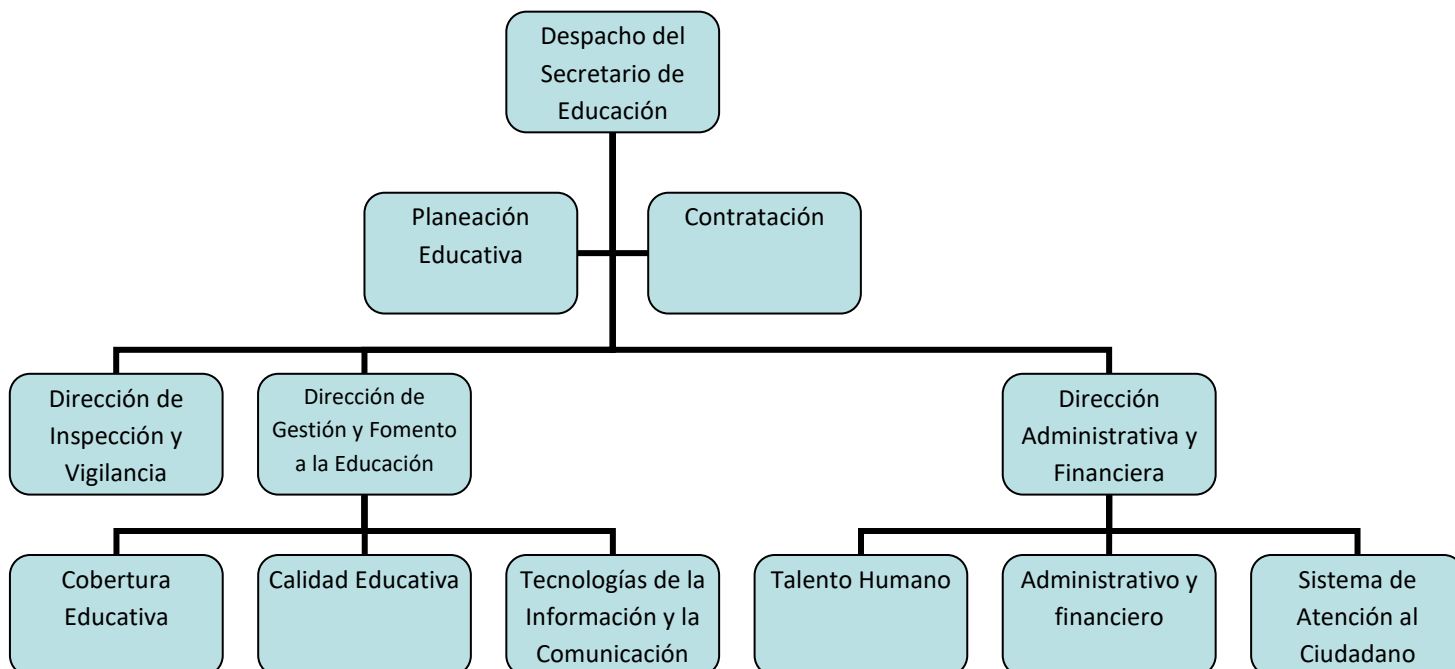 Despacho del
Secretario de
Educación
Planeación
Educativa
Contratación
Dirección de
Inspección y
Vigilancia
Dirección de
Gestión y Fomento
a la Educación
Dirección
Administrativa y
Financiera
Cobertura
Educativa
Calidad Educativa
Tecnologías de la
Información y la
Comunicación
Talento Humano
Administrativo y
financiero
Sistema de
Atención al
Ciudadano